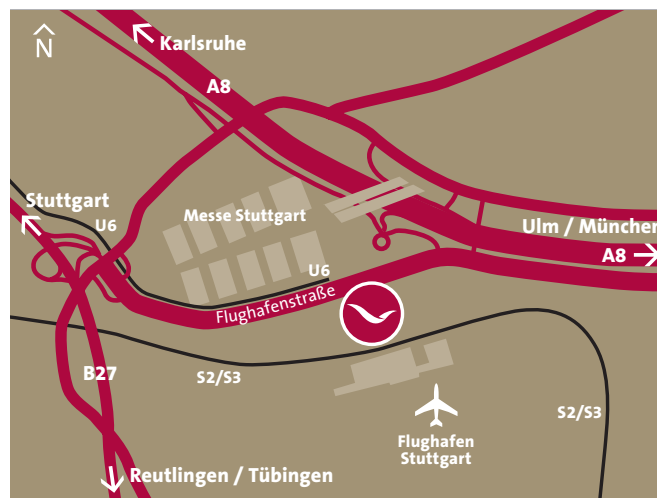 N
Karlsruhe
A8
Stuttgart
U6
Messe Stuttgart
Ulm / München
A8
U6
Flughafenstraße
B27
S2/S3
S2/S3
Flughafen
Stuttgart
Reutlingen / Tübingen